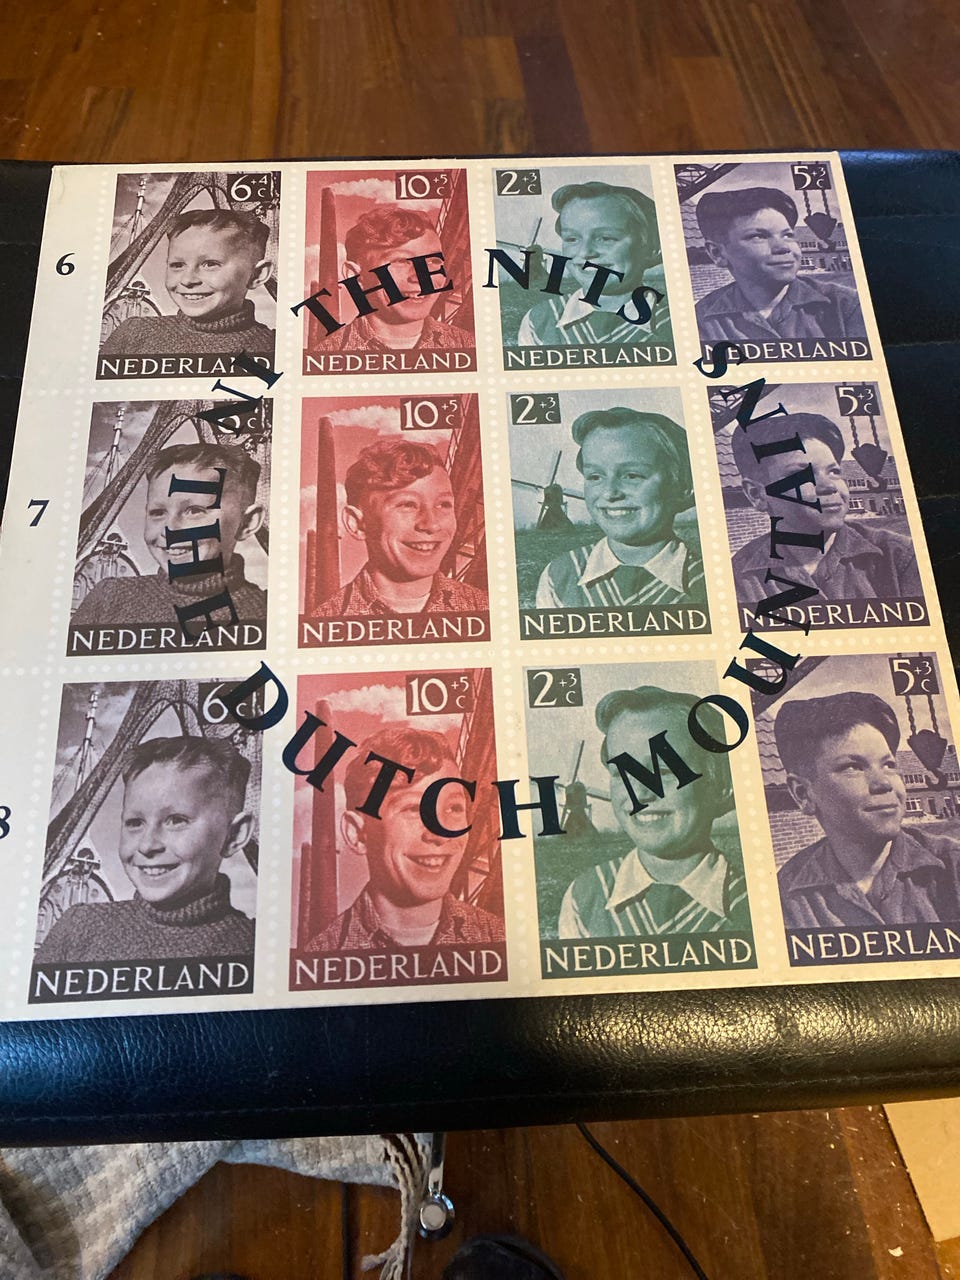 THE NITS
IN THE DUTCH MOUNTAINS
6+4 c 10+5 c 2+3 c 5+3 c
6
NEDERLAND NEDERLAND NEDERLAND NEDERLAND
6 c 10+5 c 2+3 c 5+3 c
7
NEDERLAND NEDERLAND NEDERLAND NEDERLAND
6 c 10+5 c 2+3 c 5+3 c
8
NEDERLAND NEDERLAND NEDERLAND NEDERLAN